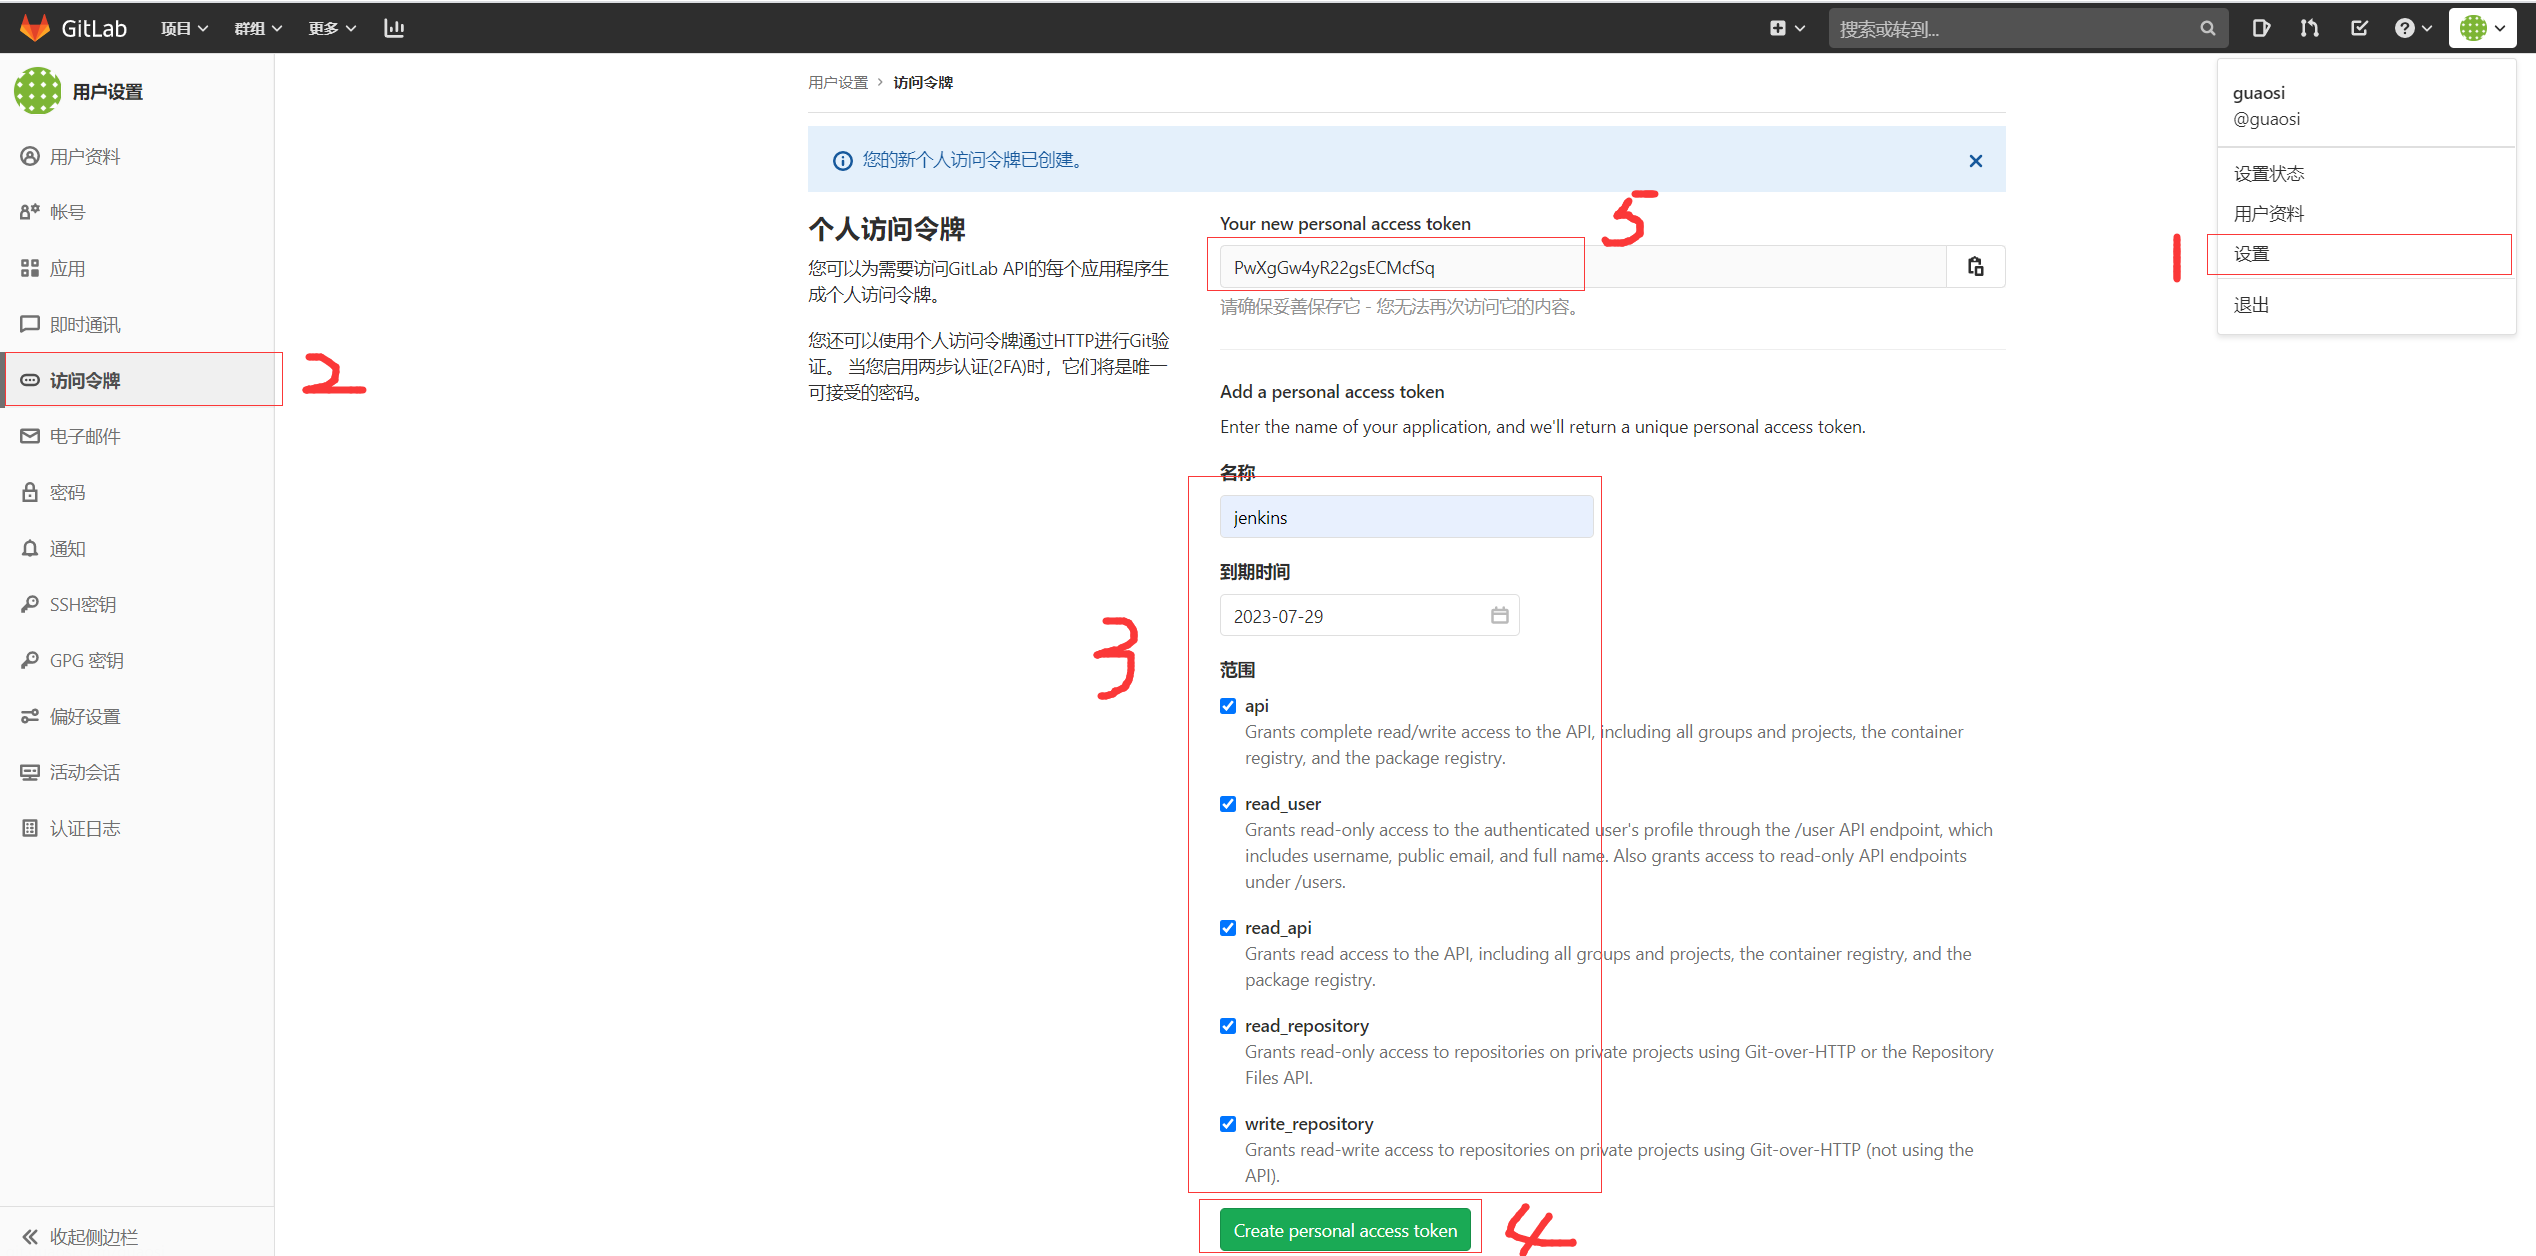 GitLab
项目
群组
更多
搜索或转到...
用户设置
用户资料
帐号
应用
即时通讯
访问令牌
2
电子邮件
密码
通知
SSH密钥
GPG 密钥
偏好设置
活动会话
认证日志
收起侧边栏
用户设置 › 访问令牌
您的新个人访问令牌已创建。
个人访问令牌
您可以为需要访问GitLab API的每个应用程序生
成个人访问令牌。
您还可以使用个人访问令牌通过HTTP进行Git验
证。 当您启用两步认证(2FA)时，它们将是唯一
可接受的密码。
Your new personal access token
5
PwXgGw4yR22gsECMcfSq
请确保妥善保存它 - 您无法再次访问它的内容。
Add a personal access token
Enter the name of your application, and we'll return a unique personal access token.
3
名称
jenkins
到期时间
2023-07-29
范围
api
Grants complete read/write access to the API, including all groups and projects, the container
registry, and the package registry.
read_user
Grants read-only access to the authenticated user's profile through the /user API endpoint, which
includes username, public email, and full name. Also grants access to read-only API endpoints
under /users.
read_api
Grants read access to the API, including all groups and projects, the container registry, and the
package registry.
read_repository
Grants read-only access to repositories on private projects using Git-over-HTTP or the Repository
Files API.
write_repository
Grants read-write access to repositories on private projects using Git-over-HTTP (not using the
API).
Create personal access token
4
guaosi
@guaosi
设置状态
用户资料
1
设置
退出